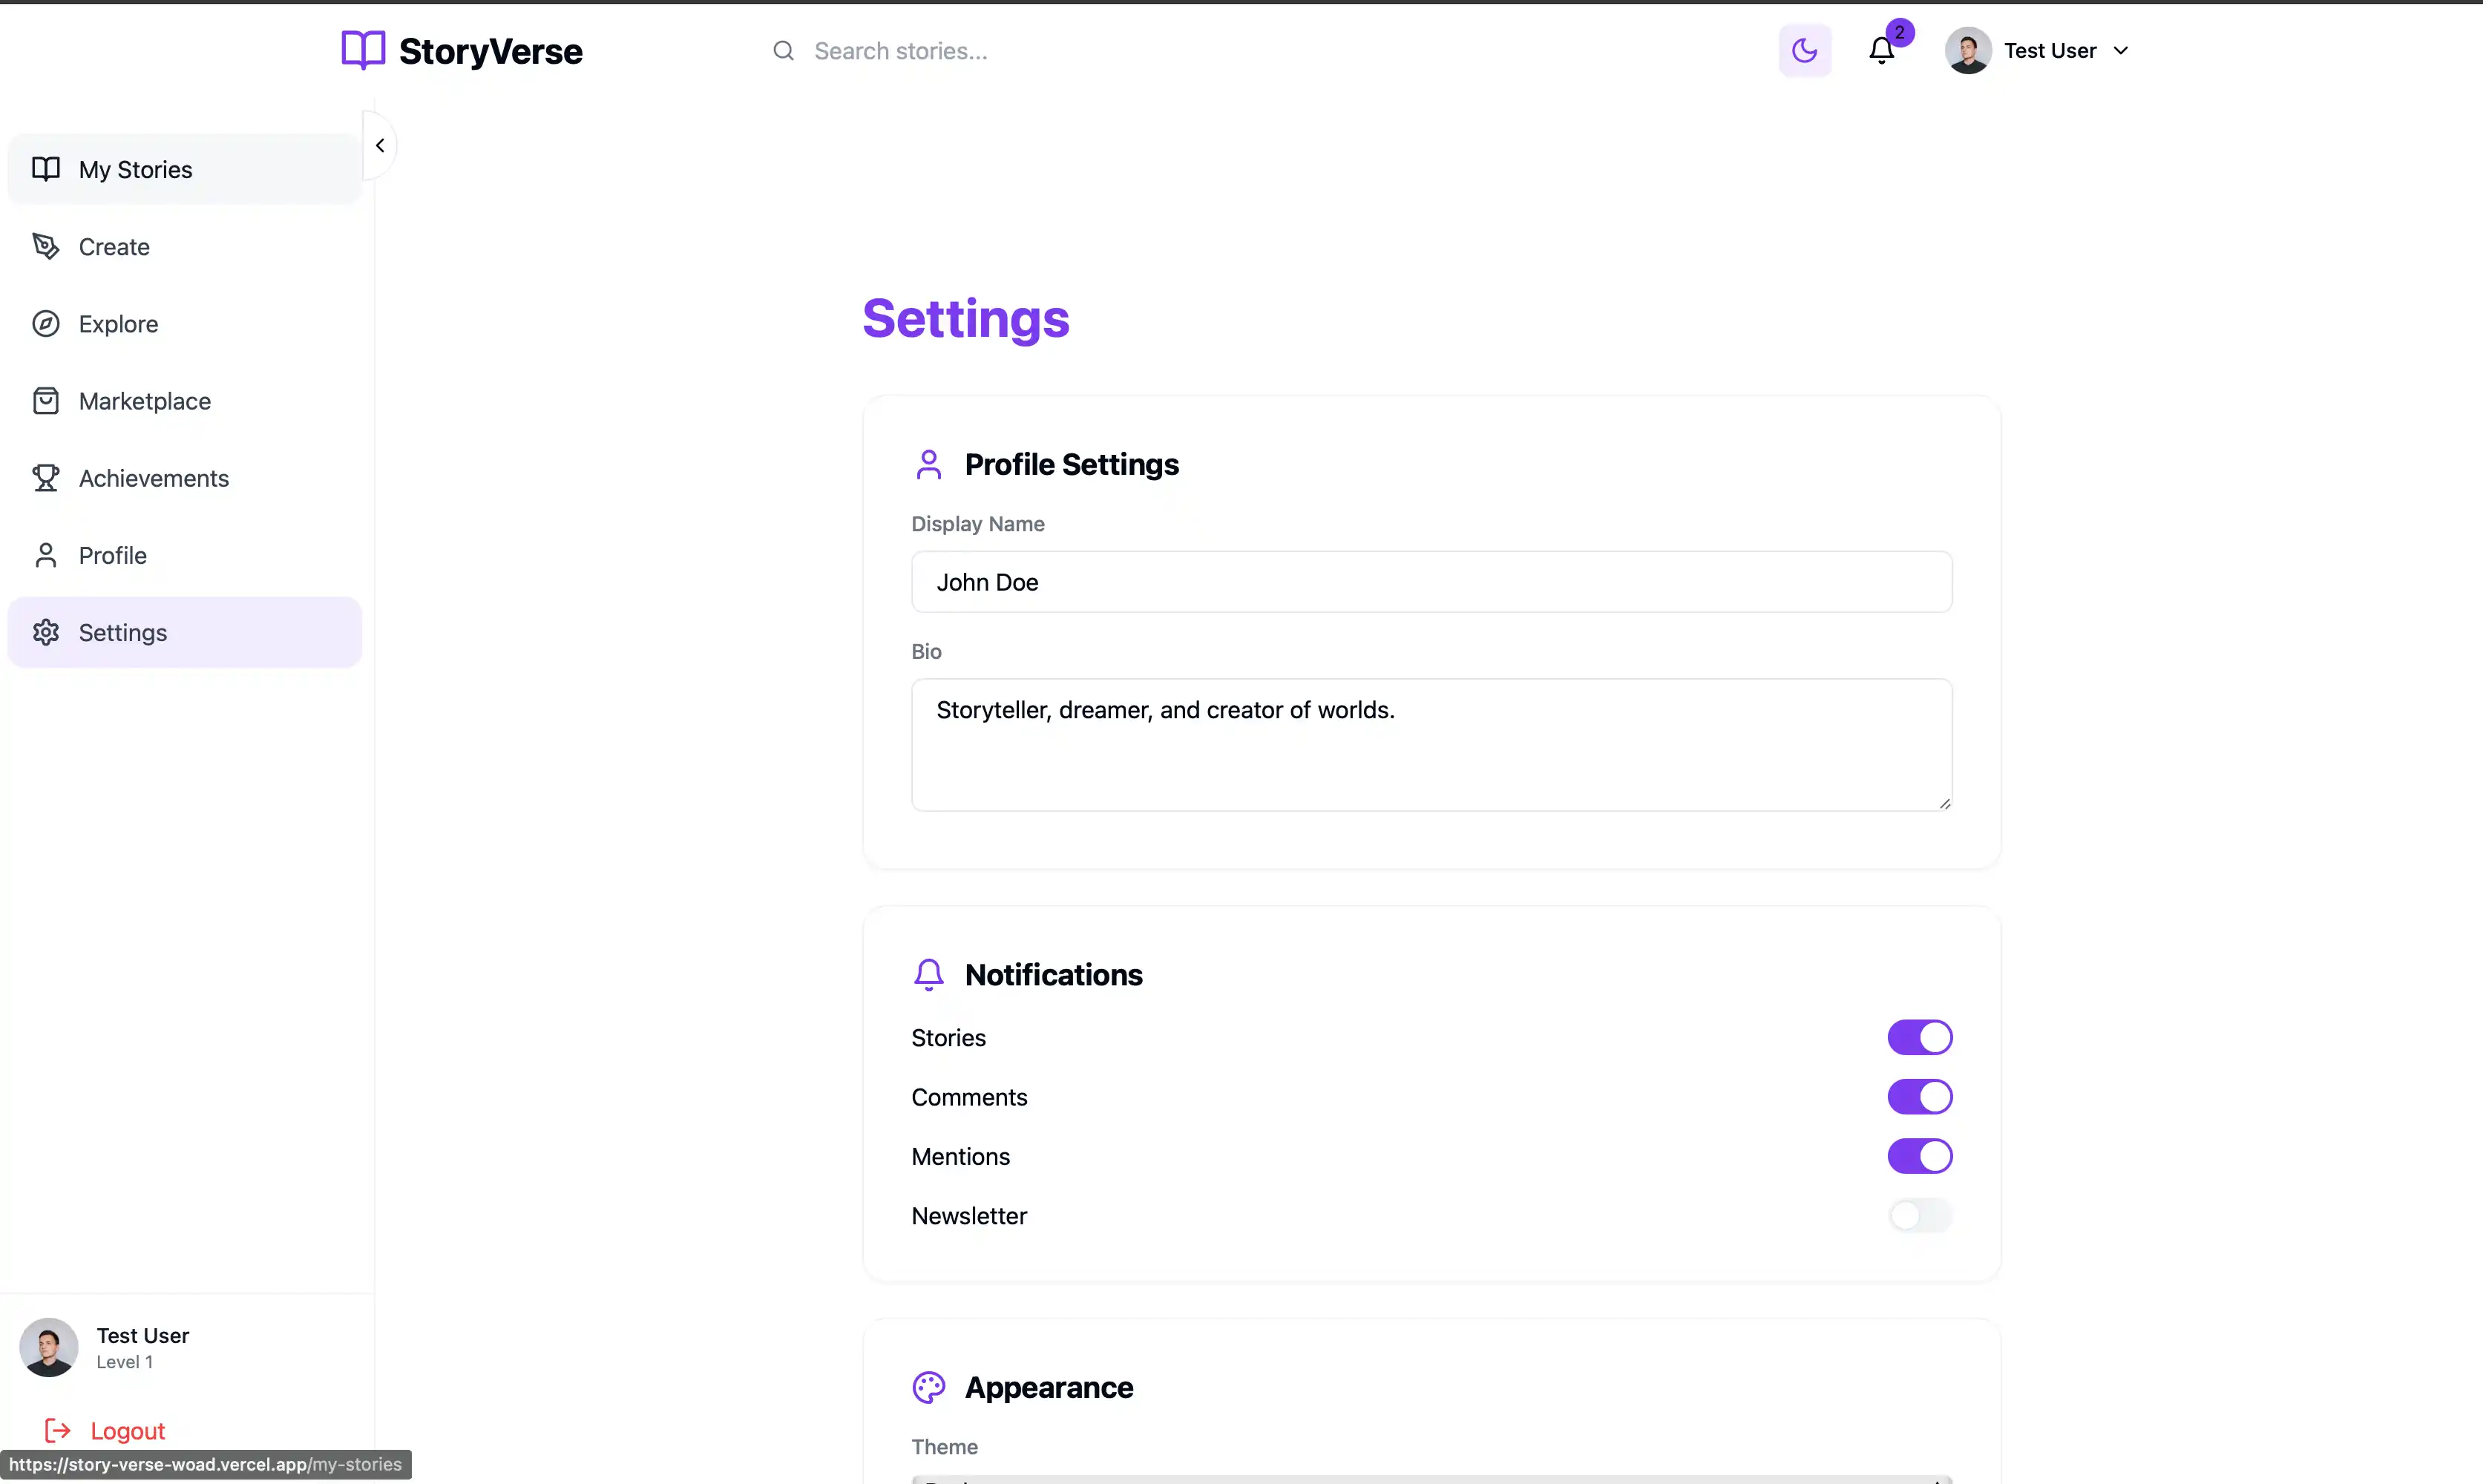 StoryVerse
Search stories...
2
Test User
My Stories
Create
Explore
Marketplace
Achievements
Profile
Settings
Settings
Profile Settings
Display Name
John Doe
Bio
Storyteller, dreamer, and creator of worlds.
Notifications
Stories
Comments
Mentions
Newsletter
Appearance
Theme
Test User
Level 1
Logout
https://story-verse-woad.vercel.app/my-stories